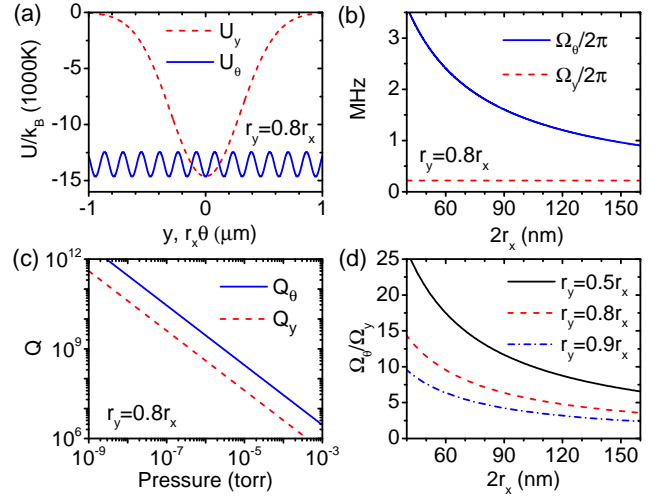 (a)
0
-5
-10
-15
U/k_B (1000K)
U_y
U_θ
r_y=0.8r_x
-1 0 1
y, r_xθ (μm)
(b)
3
2
1
0
MHz
Ω_θ/2π
Ω_y/2π
r_y=0.8r_x
60 90 120 150
2r_x (nm)
(c)
10^12
10^9
10^6
Q
Q_θ
Q_y
r_y=0.8r_x
10^-9 10^-7 10^-5 10^-3
Pressure (torr)
(d)
25
20
15
10
5
0
Ω_θ/Ω_y
r_y=0.5r_x
r_y=0.8r_x
r_y=0.9r_x
60 90 120 150
2r_x (nm)